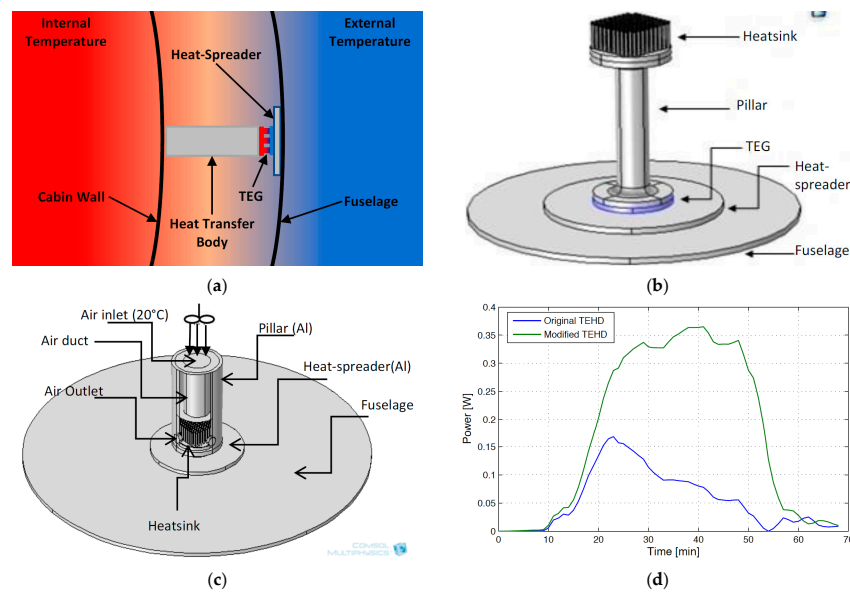 Internal
Temperature
External
Temperature
Heat-Spreader
TEG
Cabin Wall
Fuselage
Heat Transfer
Body
(a)
Heatsink
Pillar
TEG
Heat-
spreader
Fuselage
(b)
Air inlet (20°C)
Pillar (Al)
Air duct
Heat-spreader(Al)
Air Outlet
Fuselage
Heatsink
COMSOL
MULTIPHYSICS
(c)
0.4
0.35
0.3
0.25
0.2
0.15
0.1
0.05
0
Power [W]
Original TEHD
Modified TEHD
0 10 20 30 40 50 60 70
Time [min]
(d)